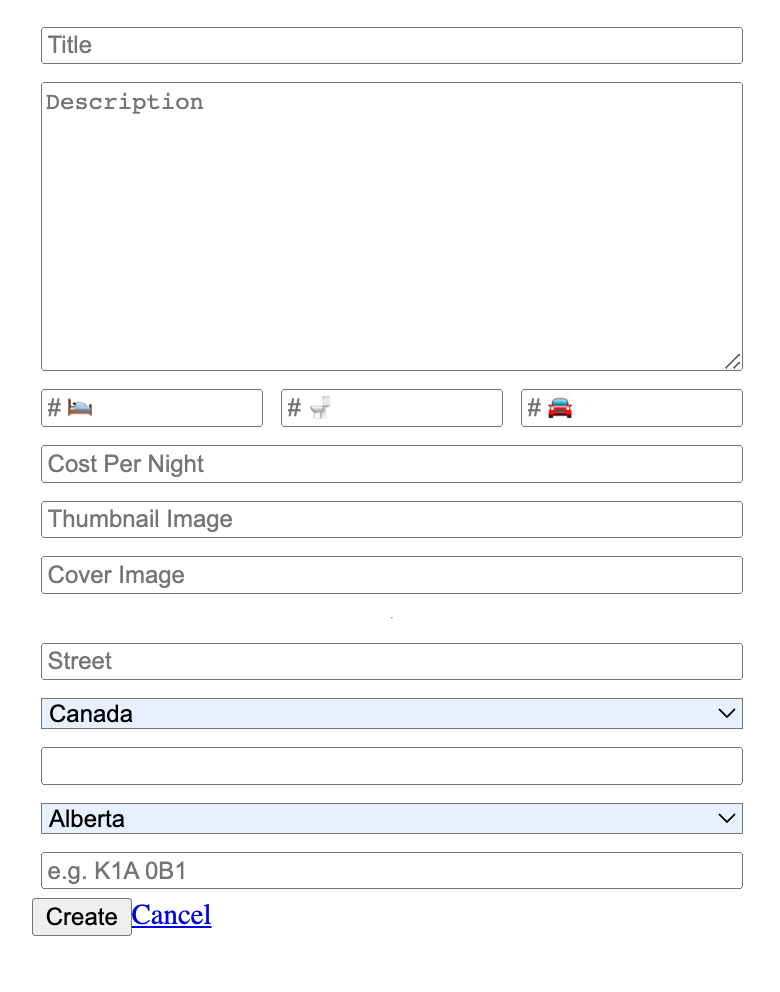 Title
Description
# 🛌 # 🚽 # 🚘
Cost Per Night
Thumbnail Image
Cover Image
Street
Canada
Alberta
e.g. K1A 0B1
Create Cancel